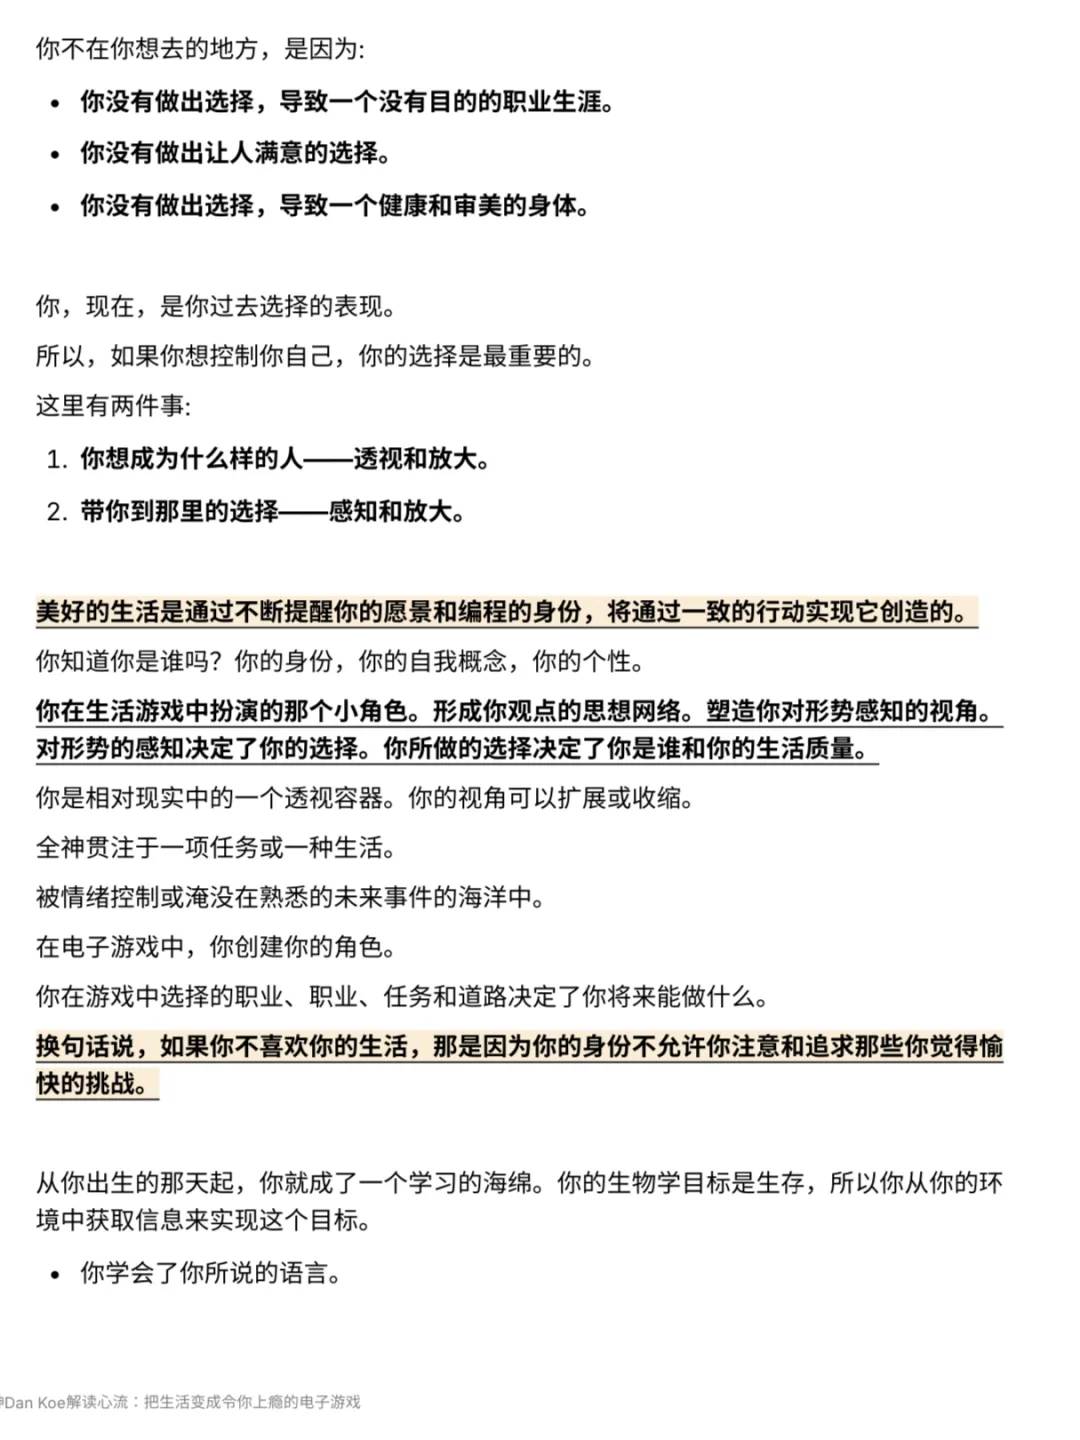 你不在你想去的地方，是因为:
• 你没有做出选择，导致一个没有目的的职业生涯。
• 你没有做出让人满意的选择。
• 你没有做出选择，导致一个健康和审美的身体。
你，现在，是你过去选择的表现。
所以，如果你想控制你自己，你的选择是最重要的。
这里有两件事:
1. 你想成为什么样的人——透视和放大。
2. 带你到那里的选择——感知和放大。
美好的生活是通过不断提醒你的愿景和编程的身份，将通过一致的行动实现它创造的。
你知道你是谁吗？你的身份，你的自我概念，你的个性。
你在生活游戏中扮演的那个小角色。形成你观点的思想网络。塑造你对形势感知的视角。
对形势的感知决定了你的选择。你所做的选择决定了你是谁和你的生活质量。
你是相对现实中的一个透视容器。你的视角可以扩展或收缩。
全神贯注于一项任务或一种生活。
被情绪控制或淹没在熟悉的未来事件的海洋中。
在电子游戏中，你创建你的角色。
你在游戏中选择的职业、职业、任务和道路决定了你将来能做什么。
换句话说，如果你不喜欢你的生活，那是因为你的身份不允许你注意和追求那些你觉得愉
快的挑战。
从你出生的那天起，你就成了一个学习的海绵。你的生物学目标是生存，所以你从你的环
境中获取信息来实现这个目标。
• 你学会了你所说的语言。
Dan Koe解读心流：把生活变成令你上瘾的电子游戏